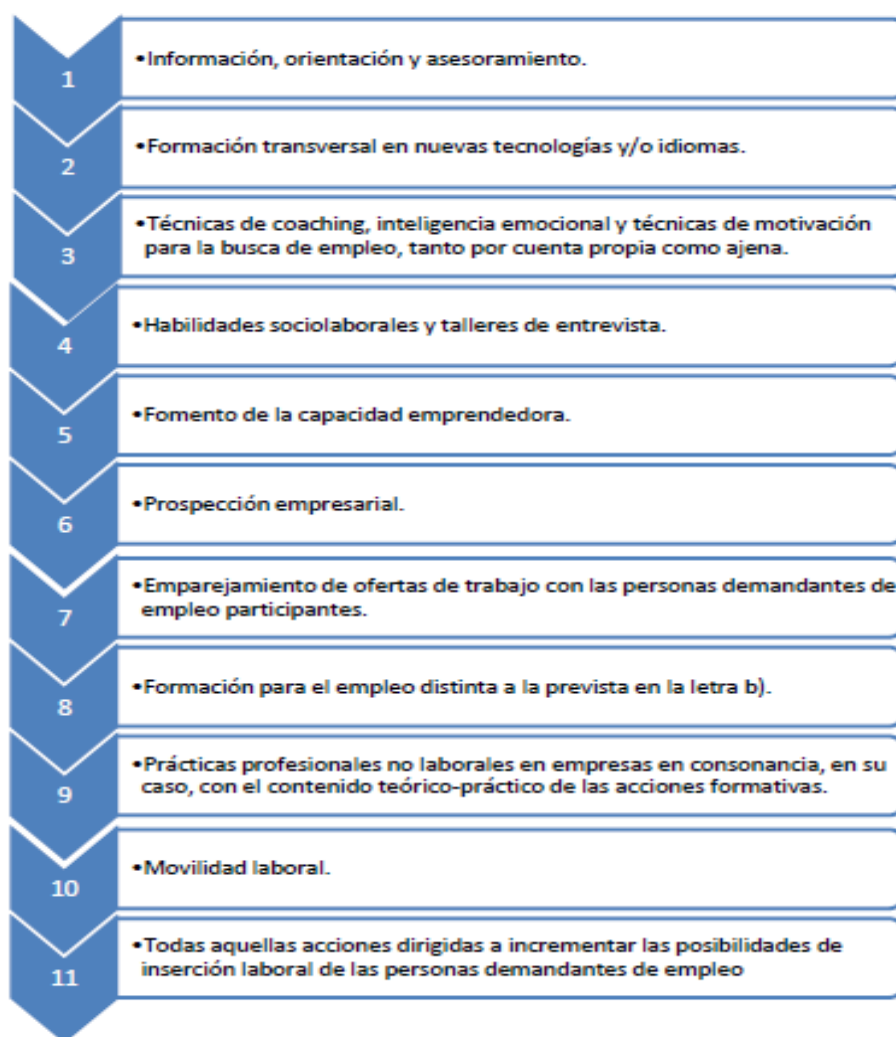 1
•Información, orientación y asesoramiento.
2
•Formación transversal en nuevas tecnologías y/o idiomas.
3
•Técnicas de coaching, inteligencia emocional y técnicas de motivación
para la busca de empleo, tanto por cuenta propia como ajena.
4
•Habilidades sociolaborales y talleres de entrevista.
5
•Fomento de la capacidad emprendedora.
6
•Prospección empresarial.
7
•Emparejamiento de ofertas de trabajo con las personas demandantes de
empleo participantes.
8
•Formación para el empleo distinta a la prevista en la letra b).
9
•Prácticas profesionales no laborales en empresas en consonancia, en su
caso, con el contenido teórico-práctico de las acciones formativas.
10
•Movilidad laboral.
11
•Todas aquellas acciones dirigidas a incrementar las posibilidades de
inserción laboral de las personas demandantes de empleo